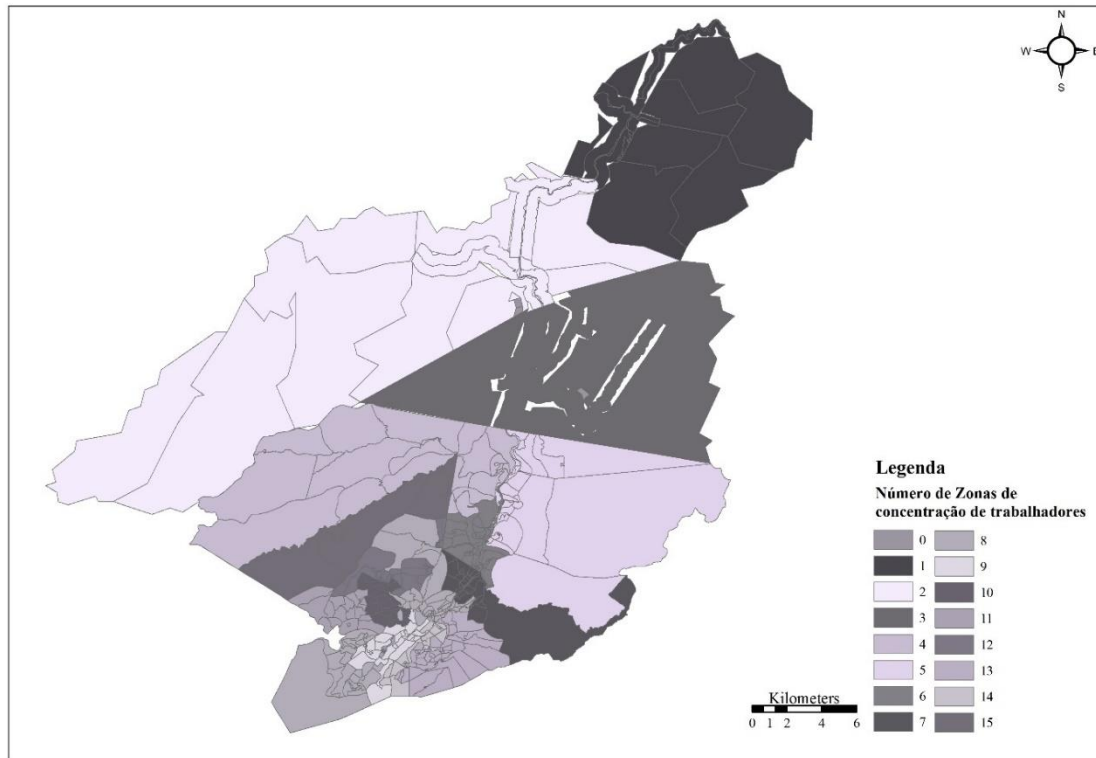 N
W E
S
Legenda
Número de Zonas de
concentração de trabalhadores
0 8
1 9
2 10
3 11
4 12
5 13
6 14
7 15
Kilometers
0 1 2 4 6